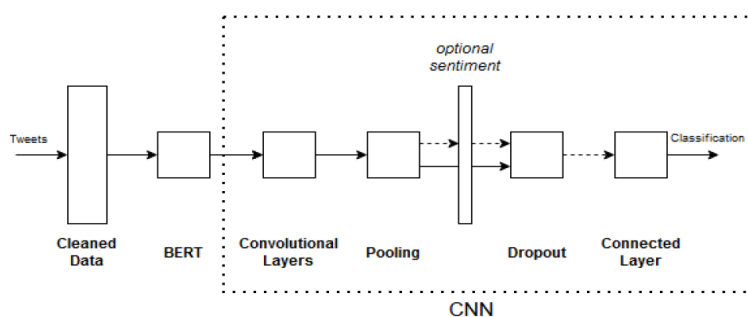 optional
sentiment
Tweets
Classification
Cleaned
Data
BERT
Convolutional
Layers
Pooling
Dropout
Connected
Layer
CNN